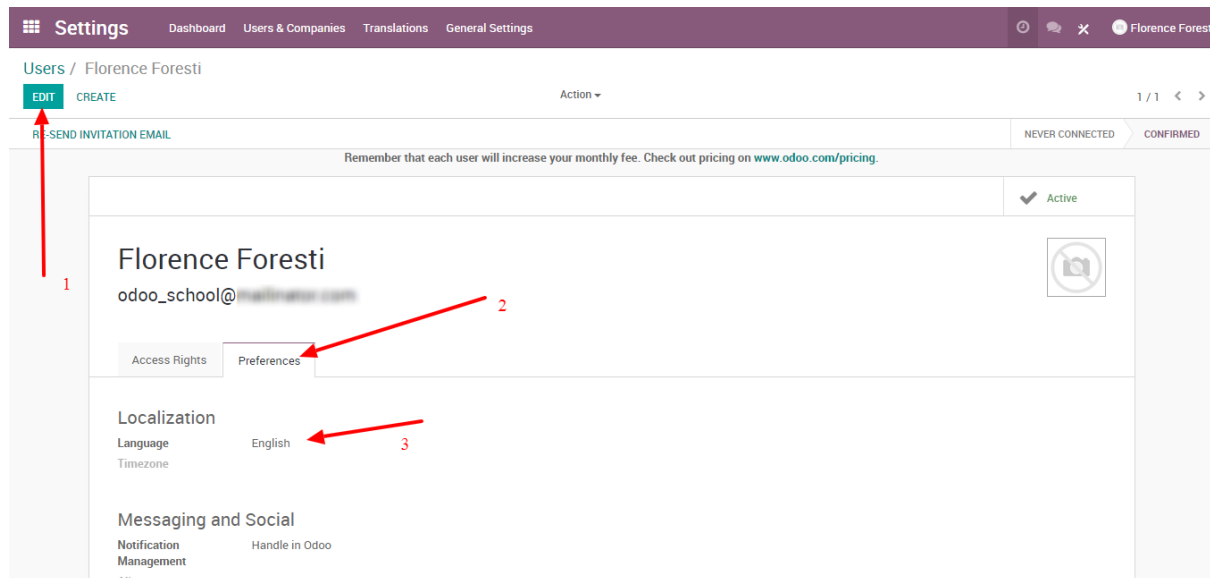 Settings Dashboard Users & Companies Translations General Settings Florence Forest
Users / Florence Foresti
EDIT CREATE Action 1 / 1
RE-SEND INVITATION EMAIL NEVER CONNECTED CONFIRMED
Remember that each user will increase your monthly fee. Check out pricing on www.odoo.com/pricing.
Active
Florence Foresti
1
odoo_school@
2
Access Rights Preferences
Localization
Language English
3
Timezone
Messaging and Social
Notification Handle in Odoo
Management